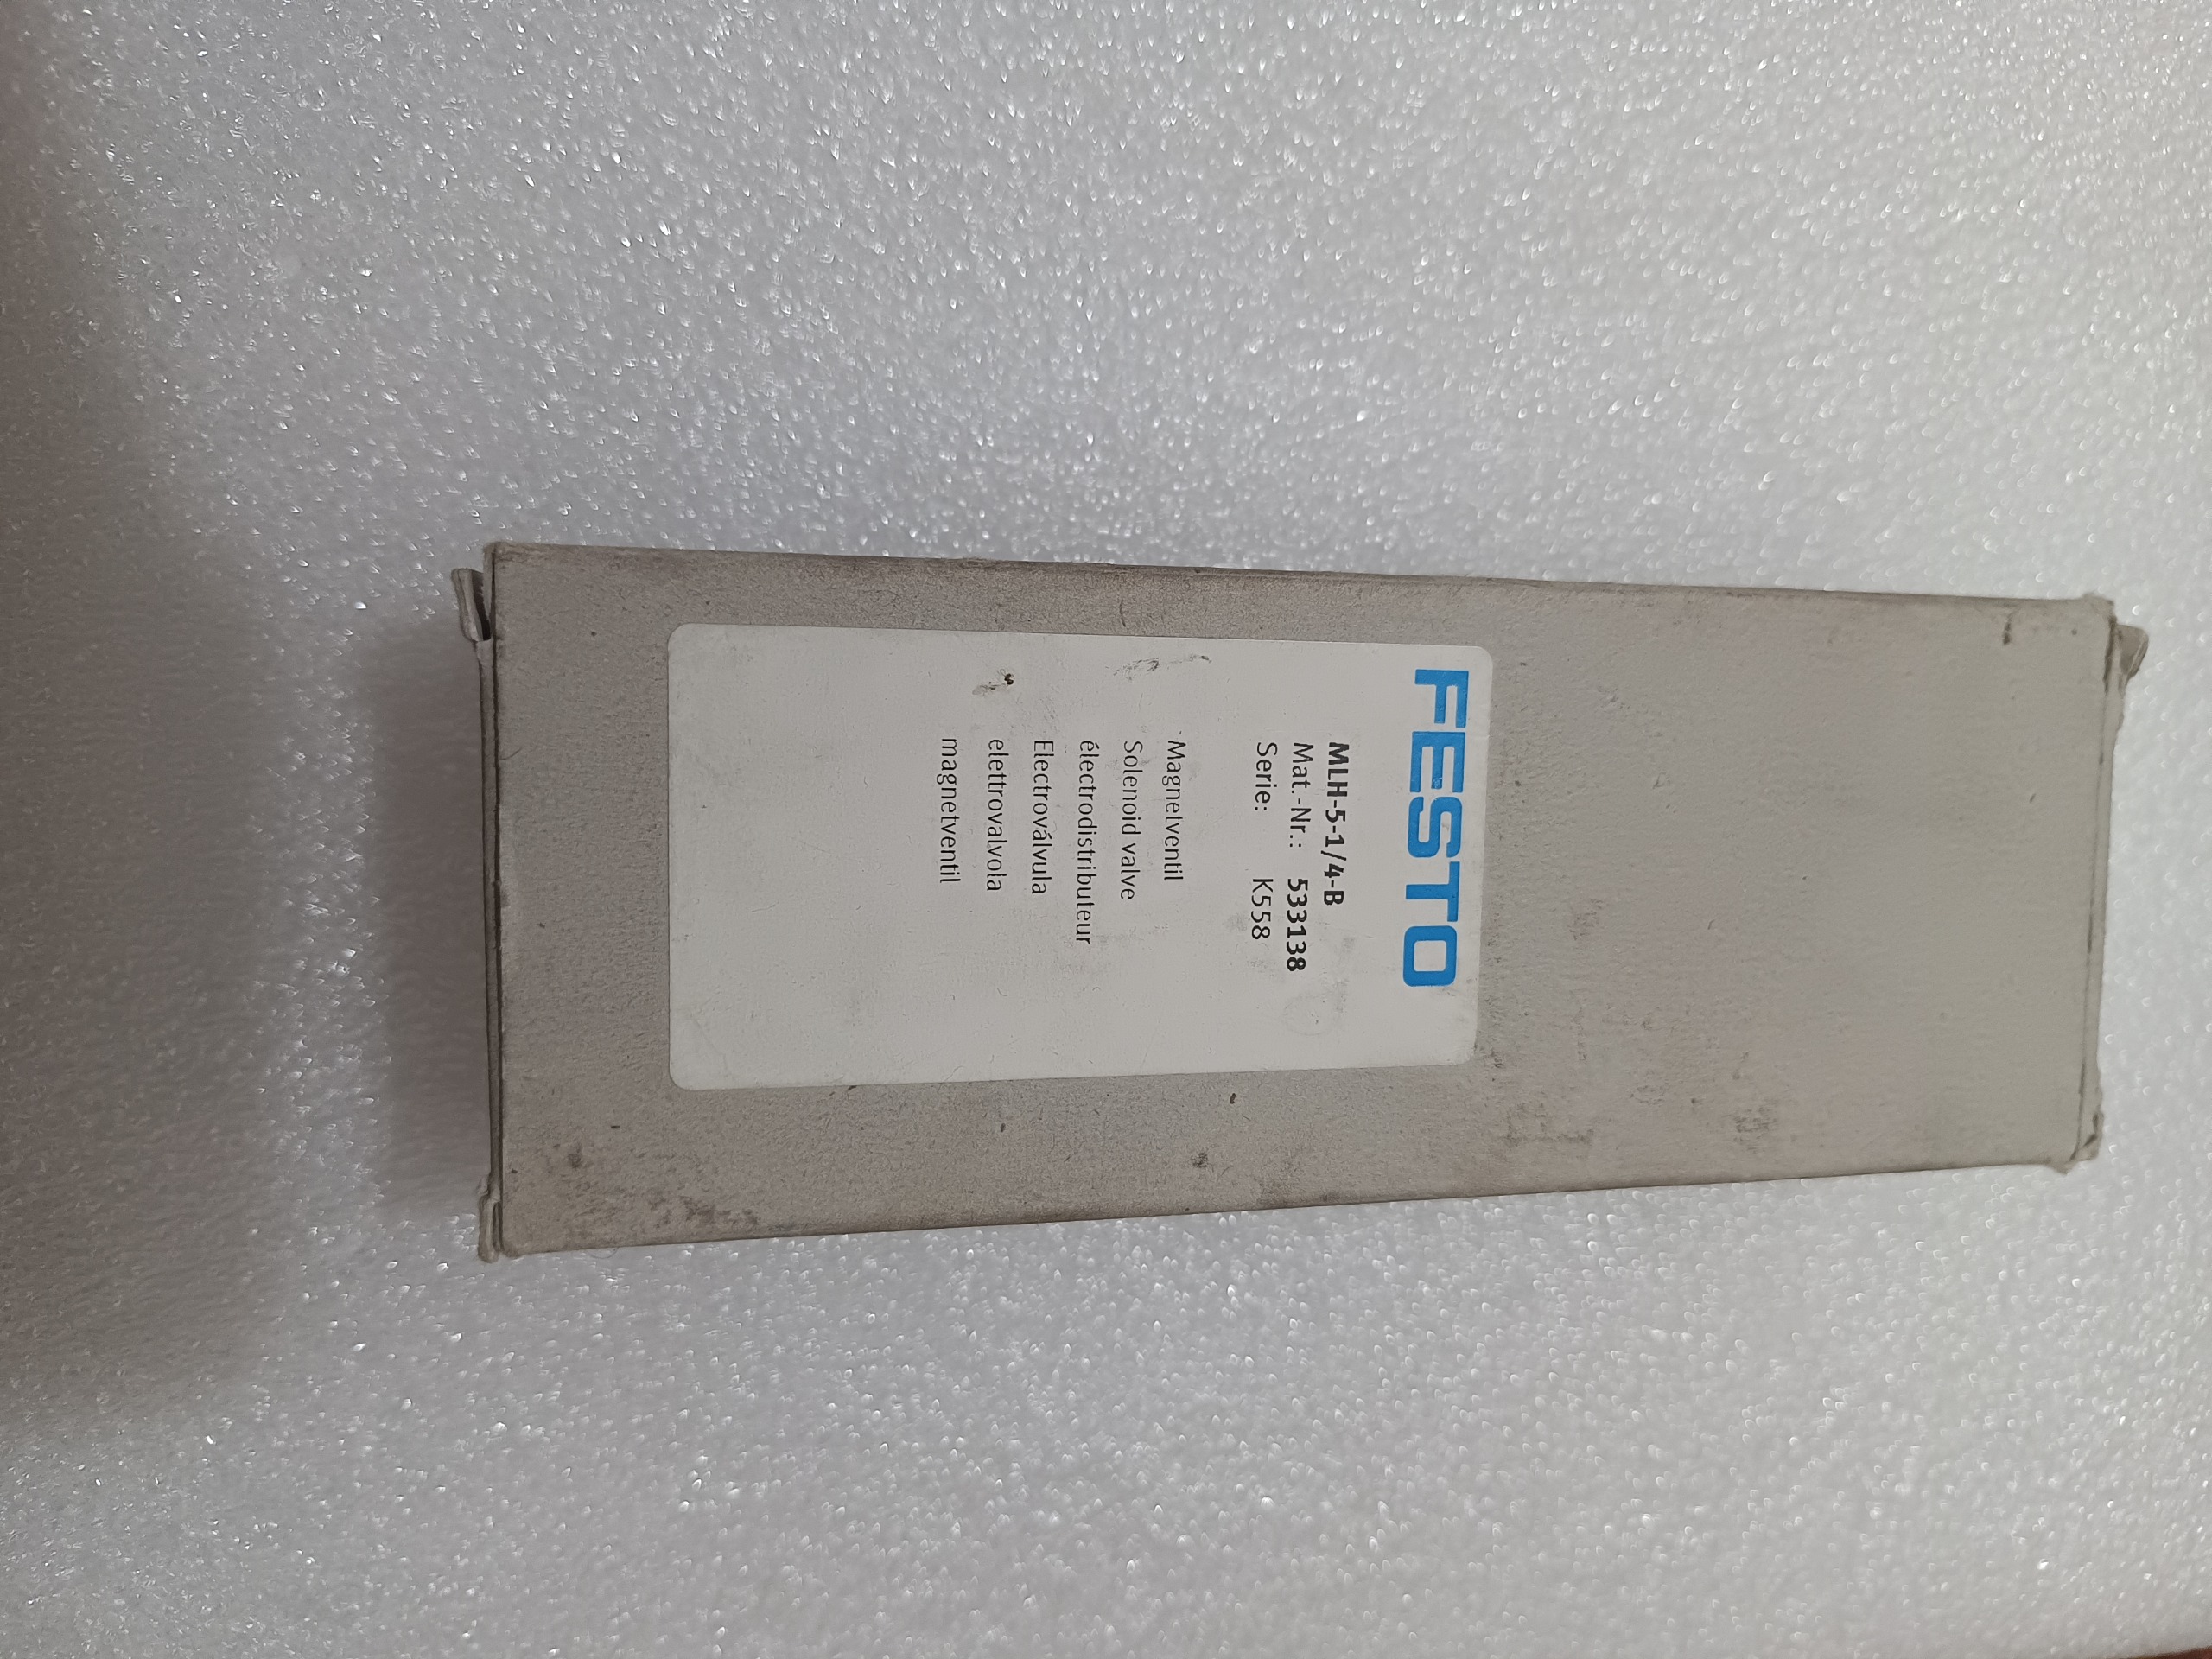 FESTO
MLH-5-1/4-B
Mat.-Nr.: 533138
Serie: K558
Magnetventil
Solenoid valve
électrodistributeur
Electroválvula
elettrovalvola
magnetventil